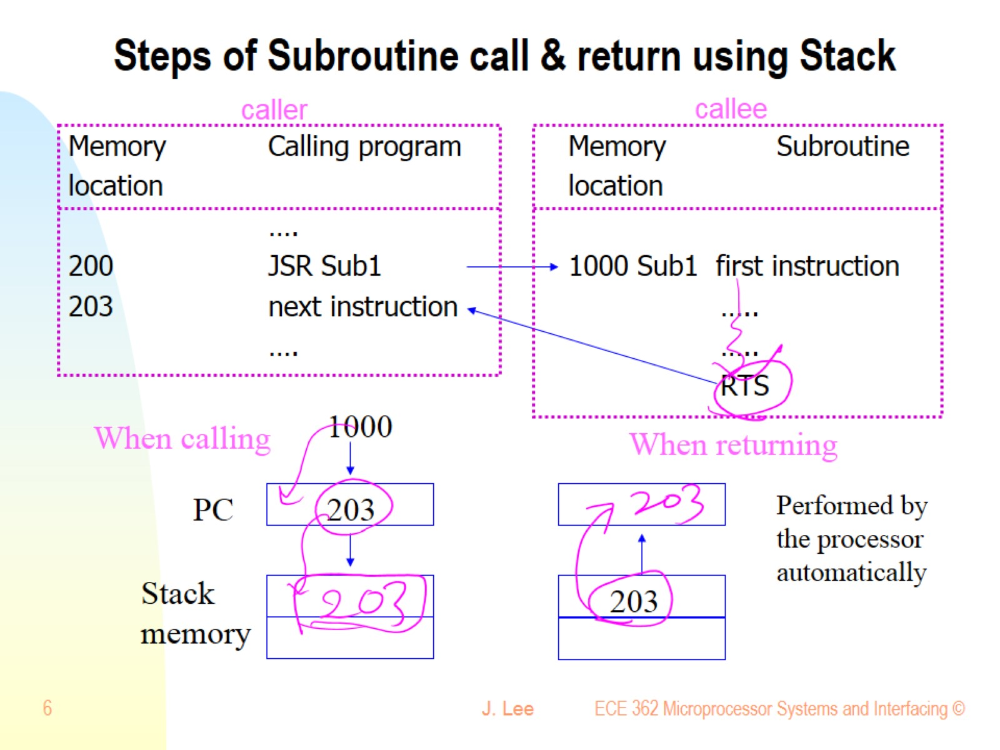 Steps of Subroutine call & return using Stack
caller
callee
Memory location Calling program
Memory location Subroutine
....
200 JSR Sub1
1000 Sub1 first instruction
203 next instruction
.....
....
.....
RTS
When calling
1000
When returning
PC 203
203
Performed by
the processor
automatically
Stack
memory
203
203
6
J. Lee
ECE 362 Microprocessor Systems and Interfacing ©